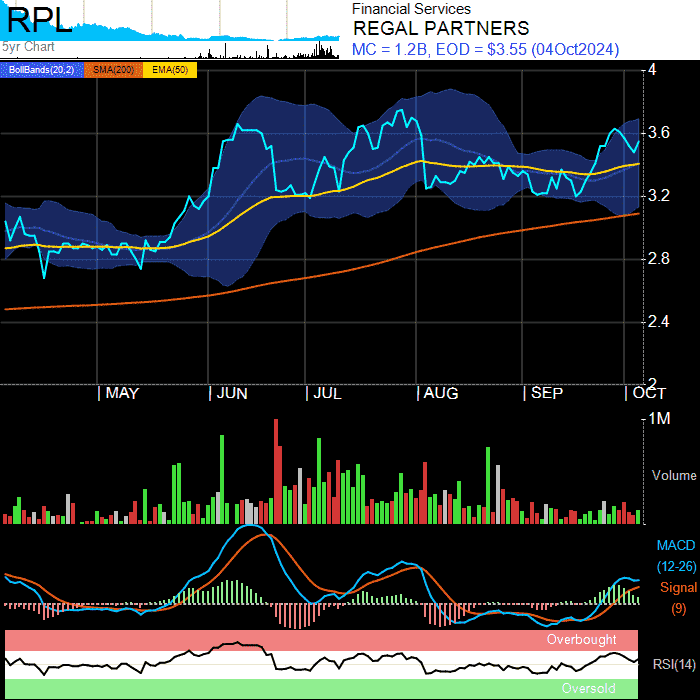 RPL
5yr Chart
Financial Services
REGAL PARTNERS
MC = 1.2B, EOD = $3.55 (04Oct2024)
BollBands(20,2) SMA(200) EMA(50)
4
3.6
3.2
2.8
2.4
2
MAY JUN JUL AUG SEP OCT
1M
Volume
MACD
(12-26)
Signal
(9)
Overbought
RSI(14)
Oversold